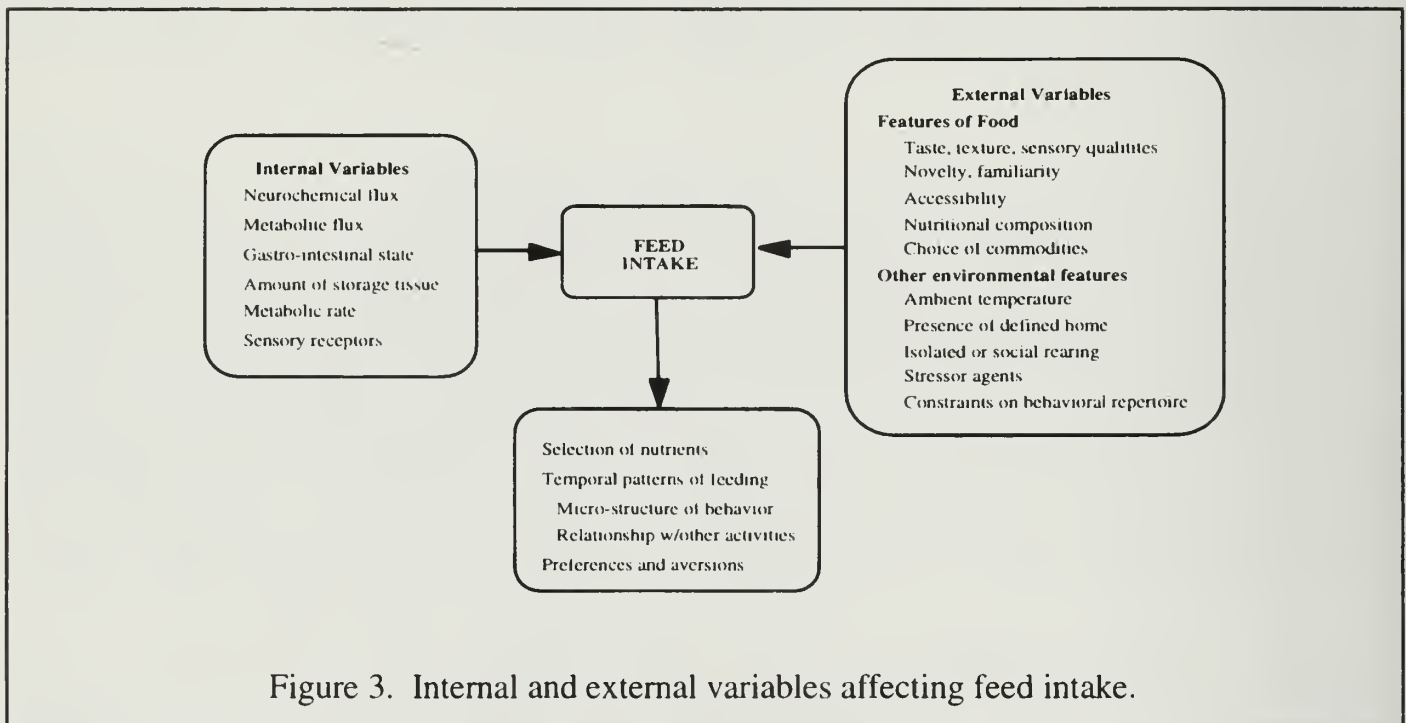 Internal Variables
Neurochemical flux
Metabolite flux
Gastro-intestinal state
Amount of storage tissue
Metabolic rate
Sensory receptors
FEED
INTAKE
External Variables
Features of Food
Taste, texture, sensory qualitites
Novelty, familiarity
Accessibility
Nutritional composition
Choice of commodities
Other environmental features
Ambient temperature
Presence of defined home
Isolated or social rearing
Stressor agents
Constraints on behavioral repertoire
Selection of nutrients
Temporal patterns of feeding
Micro-structure of behavior
Relationship w/other activities
Preferences and aversions
Figure 3. Internal and external variables affecting feed intake.